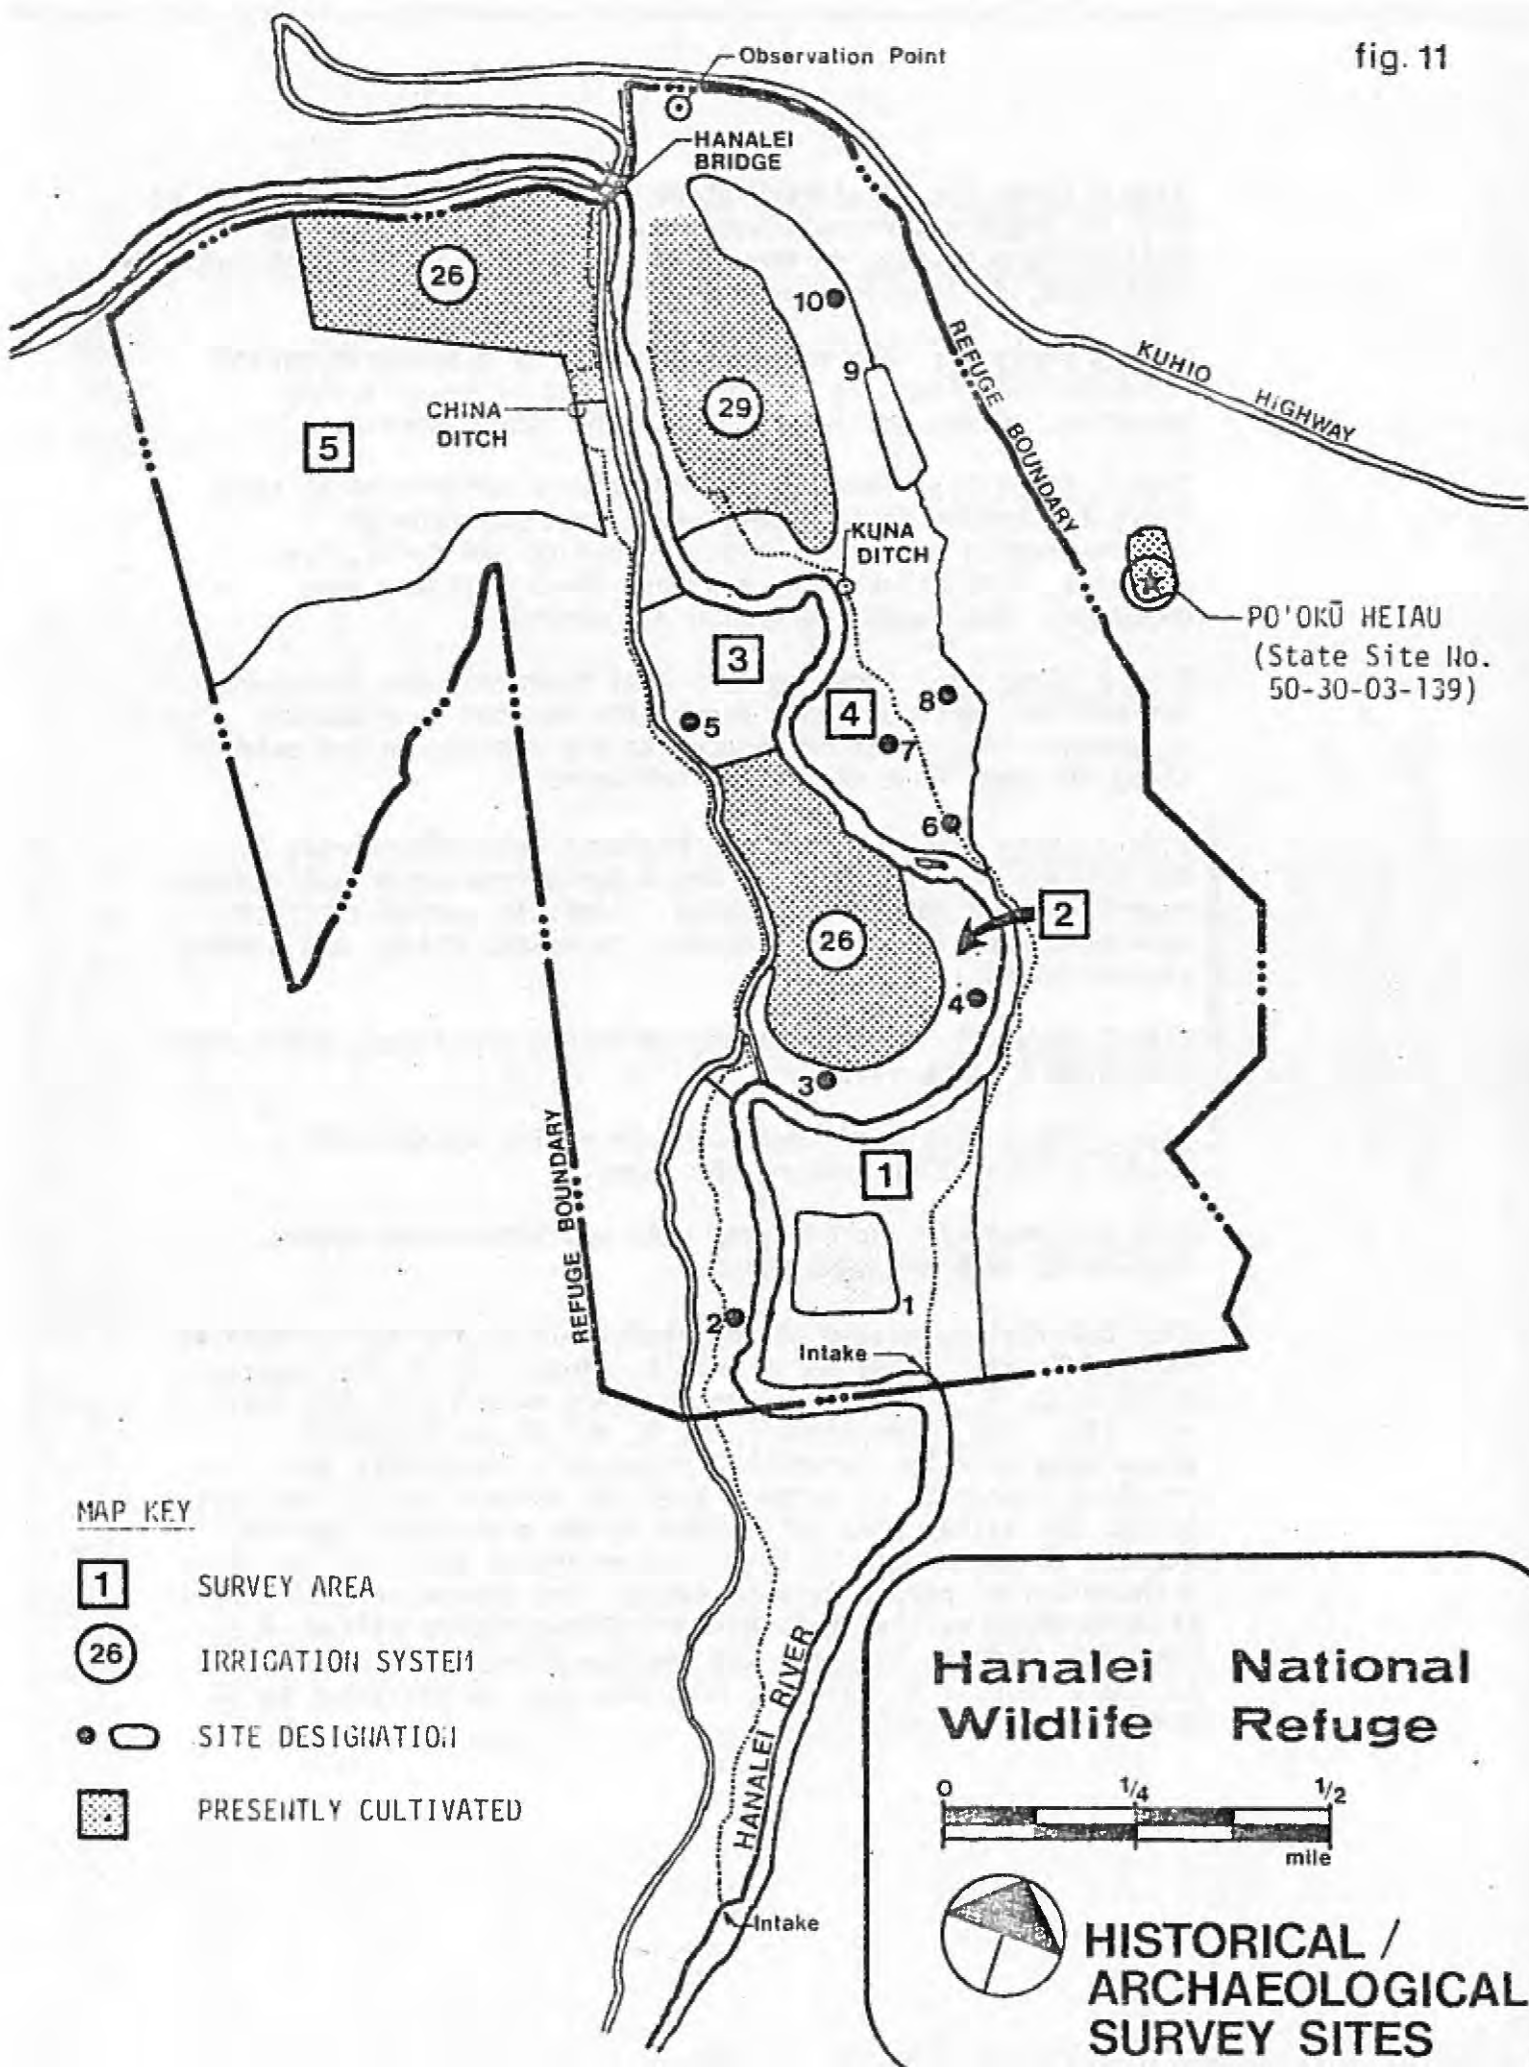 fig. 11
Observation Point
HANALEI
BRIDGE
26
10
9
29
REFUGE BOUNDARY
KUHIO HIGHWAY
CHINA
DITCH
5
KUNA
DITCH
PO'OKŪ HEIAU
(State Site No.
50-30-03-139)
3
4
8
5
7
6
2
26
4
3
REFUGE BOUNDARY
1
1
2
Intake
MAP KEY
1 SURVEY AREA
26 IRRIGATION SYSTEM
SITE DESIGNATION
PRESENTLY CULTIVATED
HANALEI RIVER
Intake
Hanalei National
Wildlife Refuge
0 1/4 1/2
mile
HISTORICAL /
ARCHAEOLOGICAL
SURVEY SITES